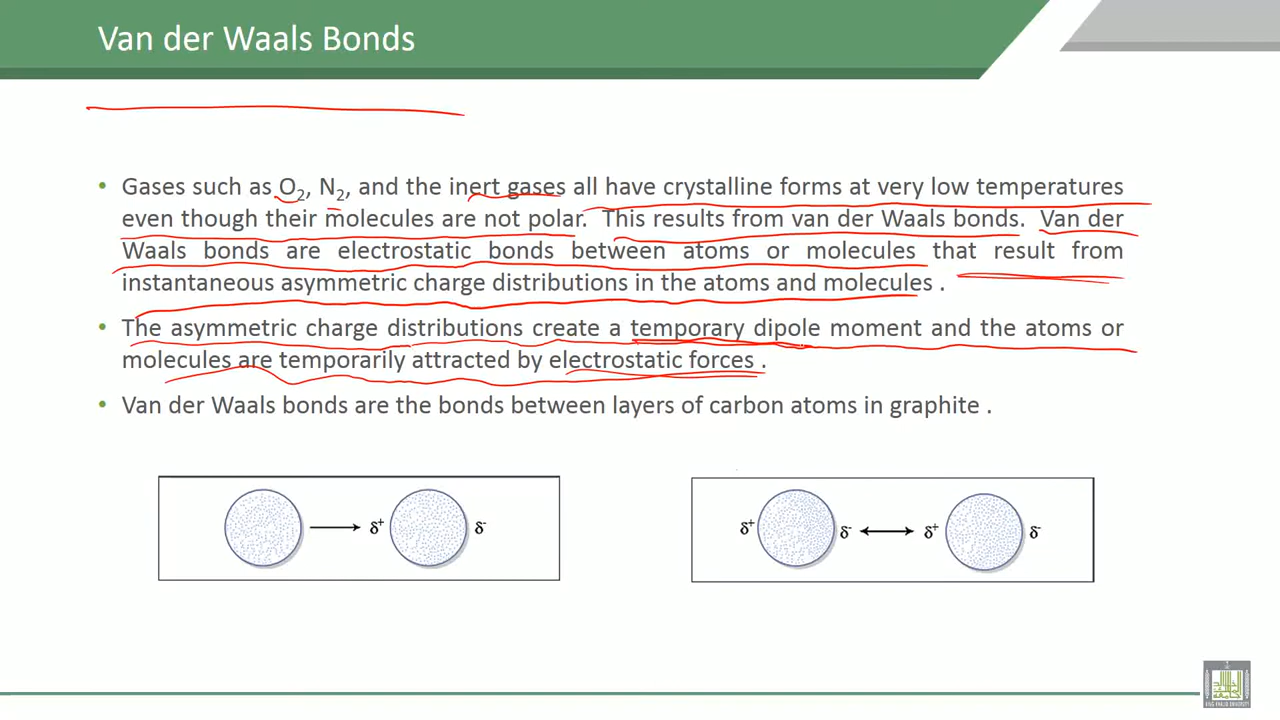 Van der Waals Bonds
• Gases such as O₂, N₂, and the inert gases all have crystalline forms at very low temperatures
even though their molecules are not polar. This results from van der Waals bonds. Van der
Waals bonds are electrostatic bonds between atoms or molecules that result from
instantaneous asymmetric charge distributions in the atoms and molecules .
• The asymmetric charge distributions create a temporary dipole moment and the atoms or
molecules are temporarily attracted by electrostatic forces .
• Van der Waals bonds are the bonds between layers of carbon atoms in graphite .
δ⁺ δ⁻
δ⁺ δ⁻ δ⁺ δ⁻
KING KHALID UNIVERSITY